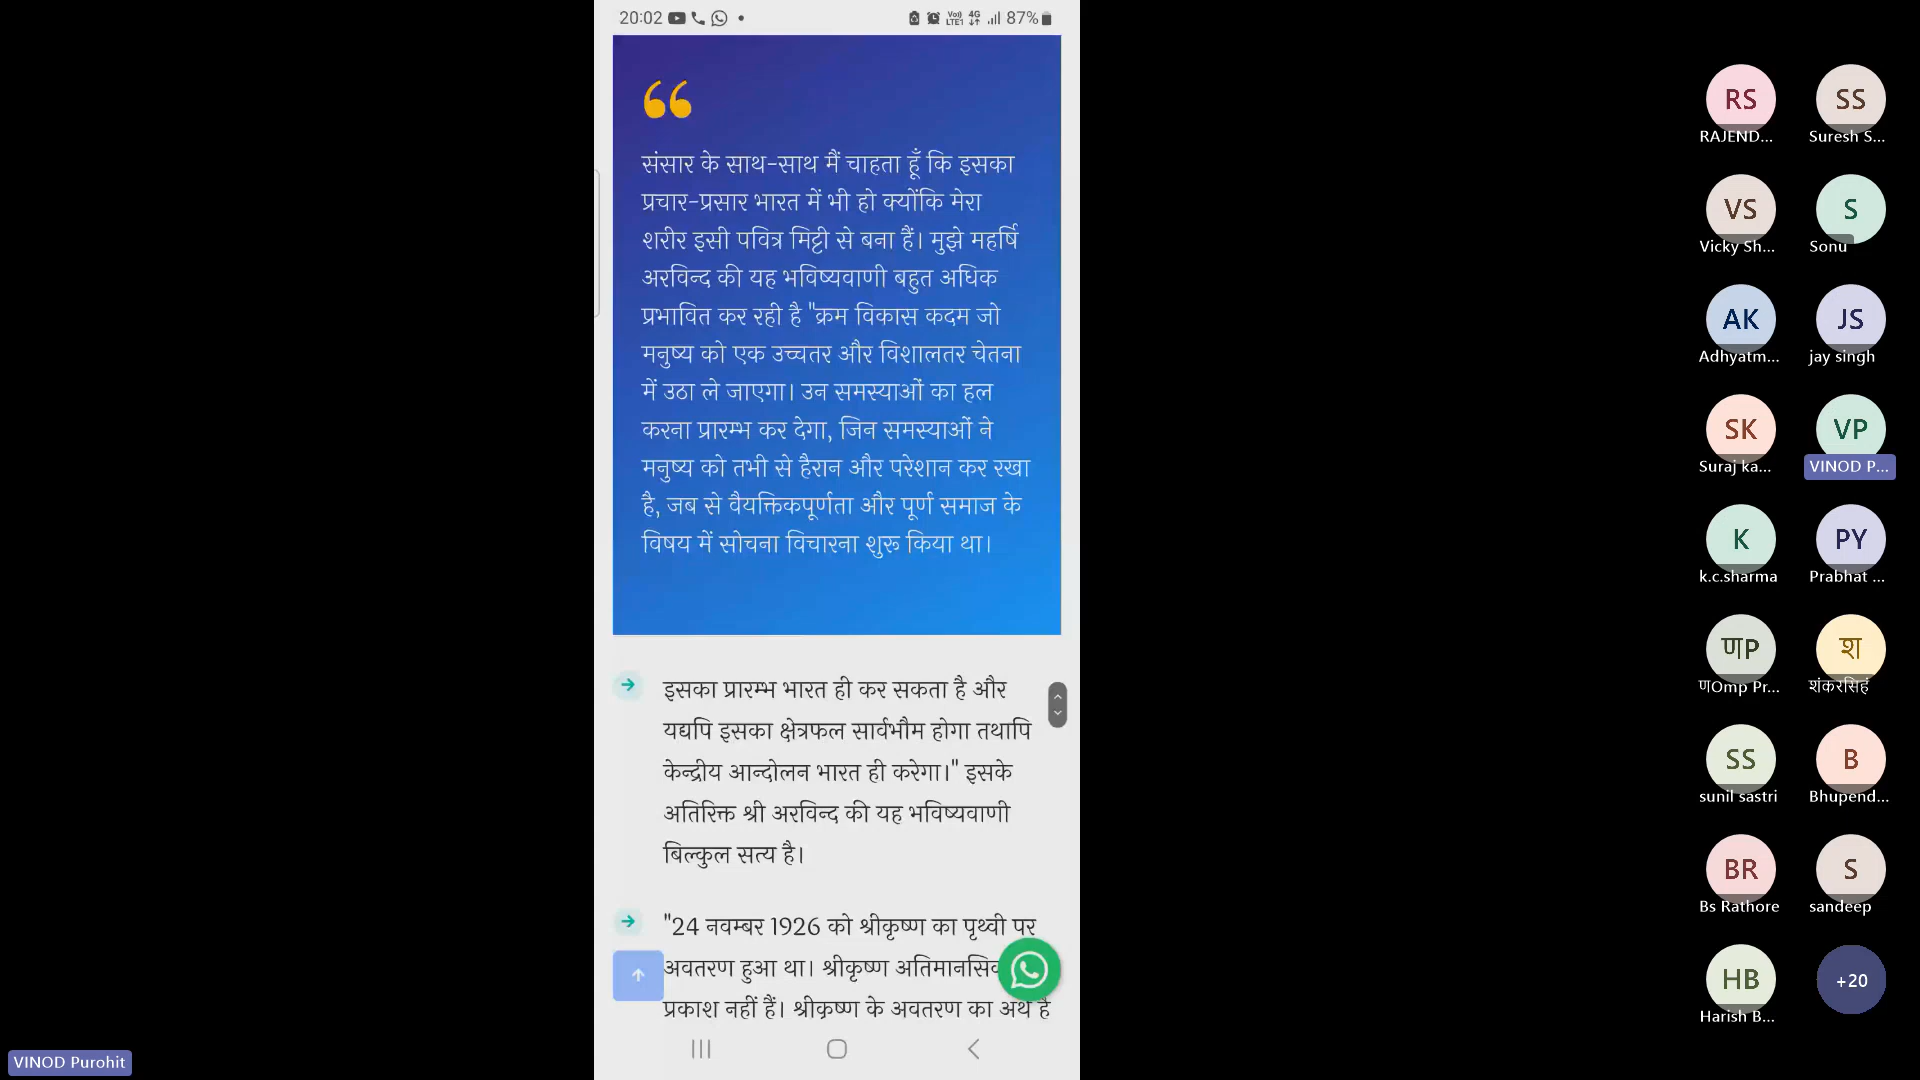 20:02
Vo)) LTE1 4G 87%
संसार के साथ-साथ मैं चाहता हूँ कि इसका
प्रचार-प्रसार भारत में भी हो क्योंकि मेरा
शरीर इसी पवित्र मिट्टी से बना हैं। मुझे महर्षि
अरविन्द की यह भविष्यवाणी बहुत अधिक
प्रभावित कर रही है "क्रम विकास कदम जो
मनुष्य को एक उच्चतर और विशालतर चेतना
में उठा ले जाएगा। उन समस्याओं का हल
करना प्रारम्भ कर देगा, जिन समस्याओं ने
मनुष्य को तभी से हैरान और परेशान कर रखा
है, जब से वैयक्तिकपूर्णता और पूर्ण समाज के
विषय में सोचना विचारना शुरू किया था।
इसका प्रारम्भ भारत ही कर सकता है और
यद्यपि इसका क्षेत्रफल सार्वभौम होगा तथापि
केन्द्रीय आन्दोलन भारत ही करेगा।" इसके
अतिरिक्त श्री अरविन्द की यह भविष्यवाणी
बिल्कुल सत्य है।
"24 नवम्बर 1926 को श्रीकृष्ण का पृथ्वी पर
अवतरण हुआ था। श्रीकृष्ण
प्रकाश नहीं हैं। श्रीकृष्ण के अवतरण का अर्थ है
RS SS
RAJEND... Suresh S...
VS S
Vicky Sh... Sonu
AK JS
Adhyatm... jay singh
SK VP
Suraj ka... VINOD P...
K PY
k.c.sharma Prabhat ...
णP श
णOmp Pr... शंकरसिहं
SS B
sunil sastri Bhupend...
BR S
Bs Rathore sandeep
HB +20
Harish B...
VINOD Purohit